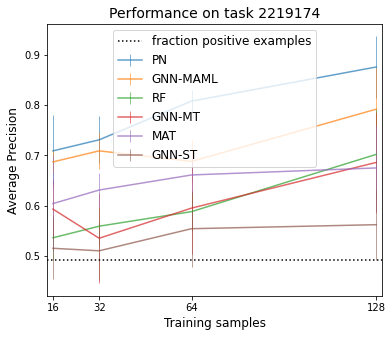 Performance on task 2219174
fraction positive examples
PN
GNN-MAML
RF
GNN-MT
MAT
GNN-ST
Average Precision
0.9
0.8
0.7
0.6
0.5
16 32 64 128
Training samples